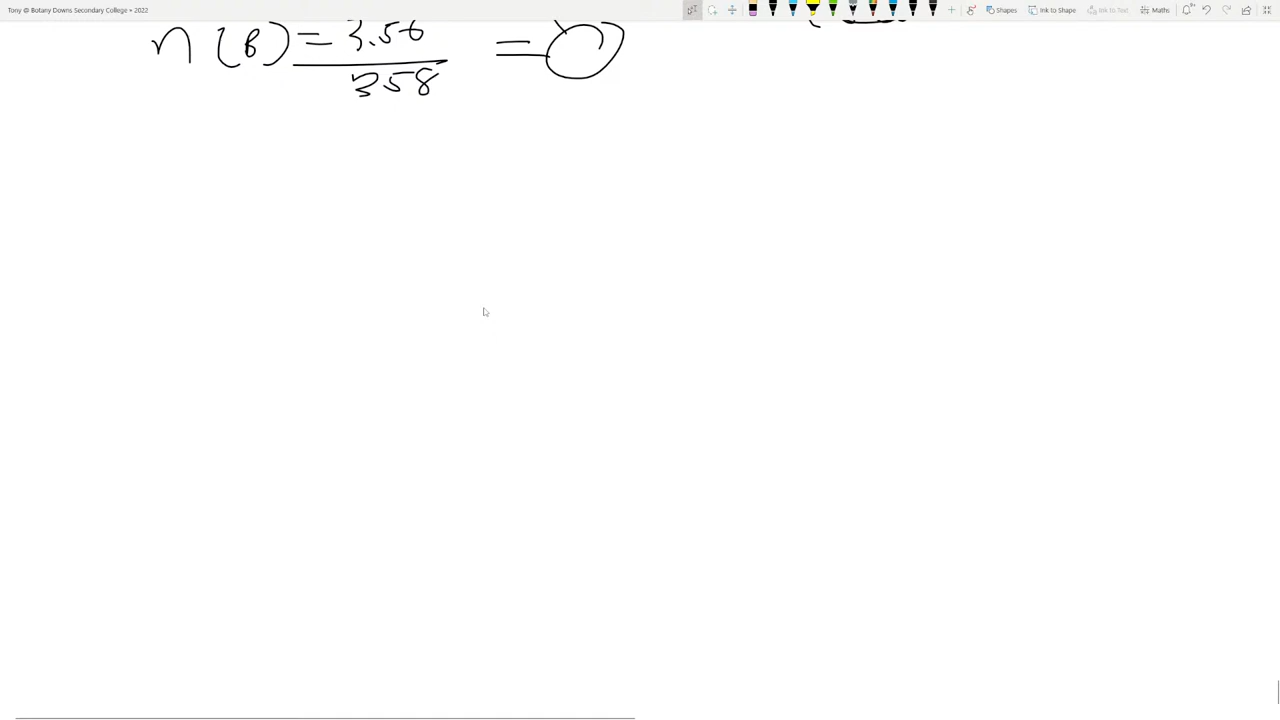 Tony @ Botany Downs Secondary College » 2022
Shapes
Ink to Shape
Ink to Text
Maths
n (B) = 3.56
358
=